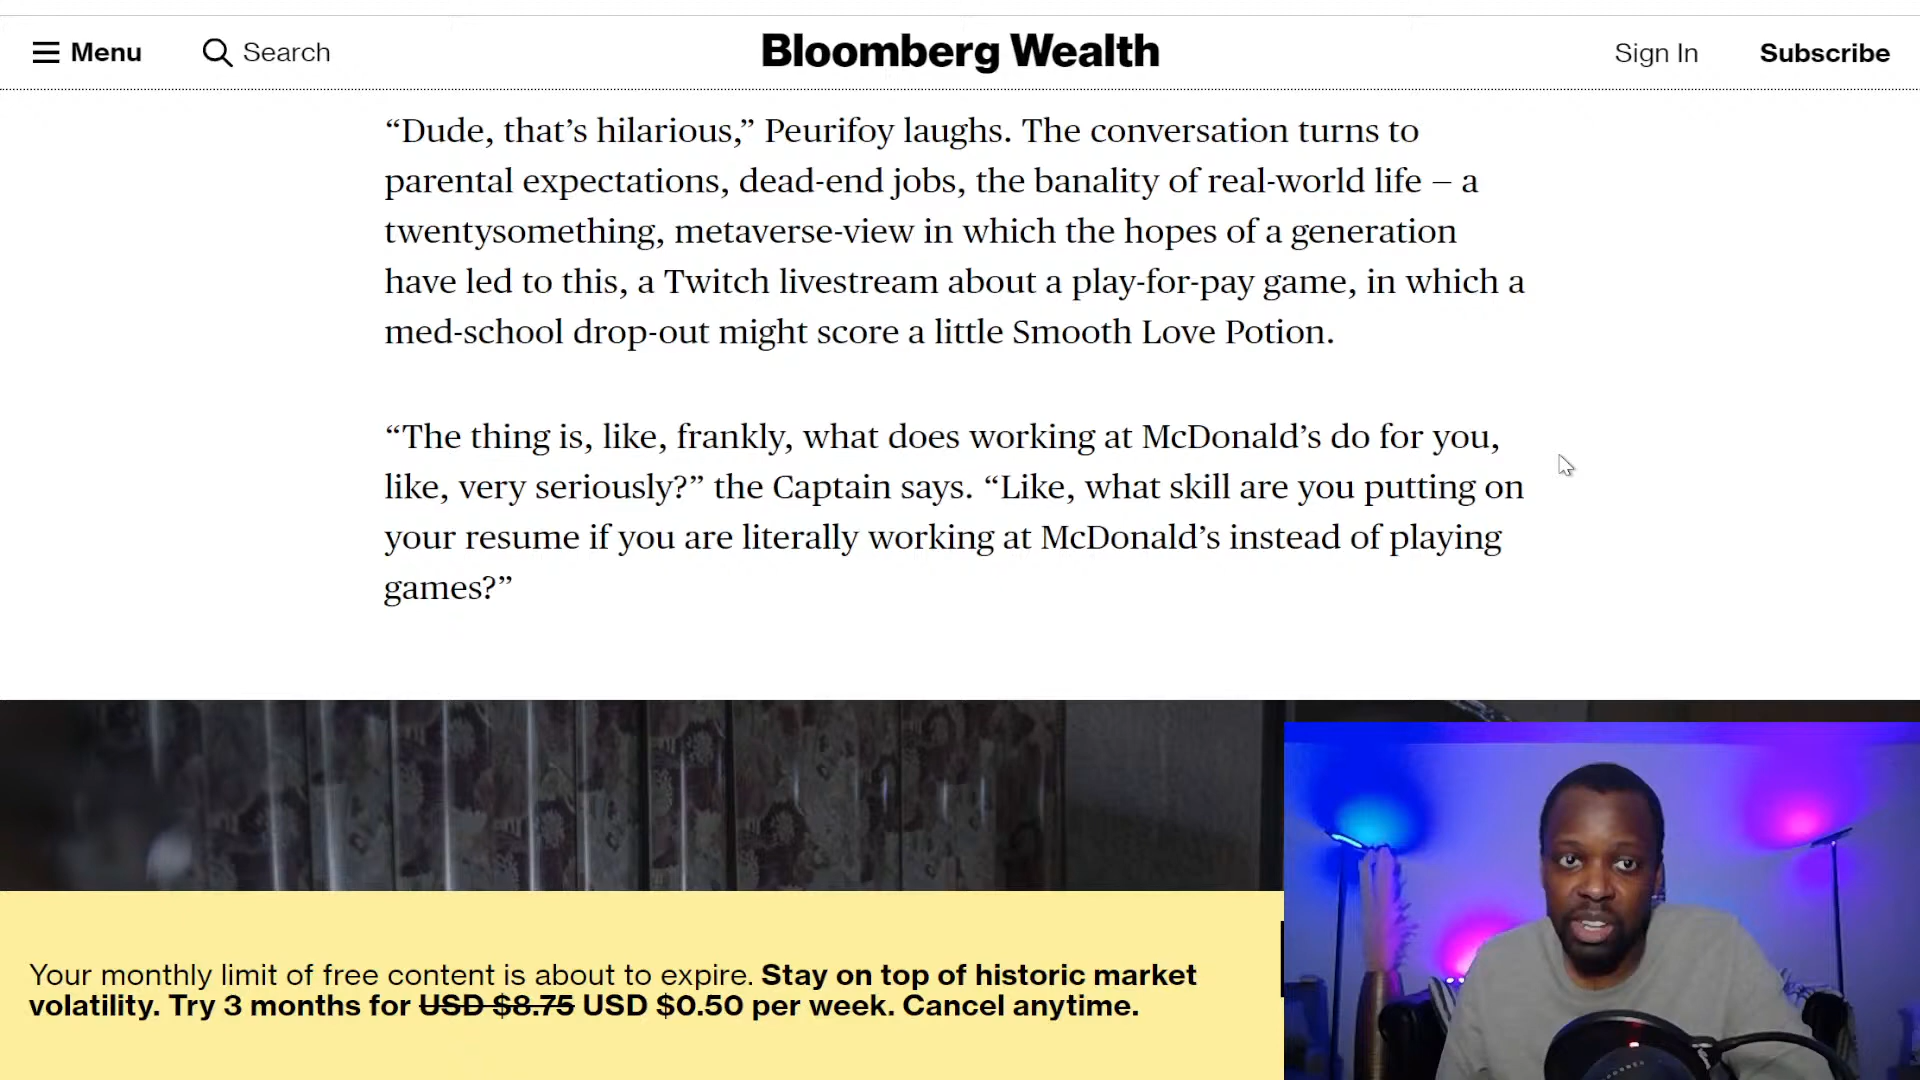 Menu
Search
Bloomberg Wealth
Sign In
Subscribe
“Dude, that’s hilarious,” Peurifoy laughs. The conversation turns to
parental expectations, dead-end jobs, the banality of real-world life – a
twentysomething, metaverse-view in which the hopes of a generation
have led to this, a Twitch livestream about a play-for-pay game, in which a
med-school drop-out might score a little Smooth Love Potion.
“The thing is, like, frankly, what does working at McDonald’s do for you,
like, very seriously?” the Captain says. “Like, what skill are you putting on
your resume if you are literally working at McDonald’s instead of playing
games?”
Your monthly limit of free content is about to expire. Stay on top of historic market
volatility. Try 3 months for USD $8.75 USD $0.50 per week. Cancel anytime.